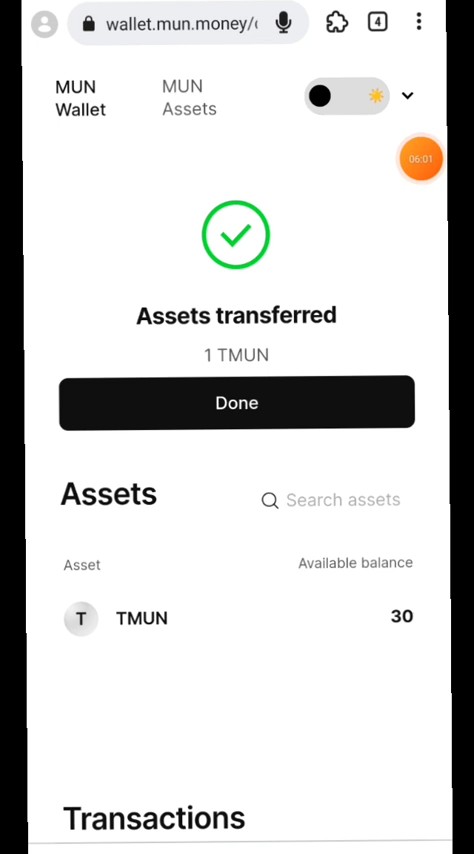 wallet.mun.money/
4
MUN
Wallet
MUN
Assets
06:01
Assets transferred
1 TMUN
Done
Assets
Search assets
Asset
Available balance
T
TMUN
30
Transactions